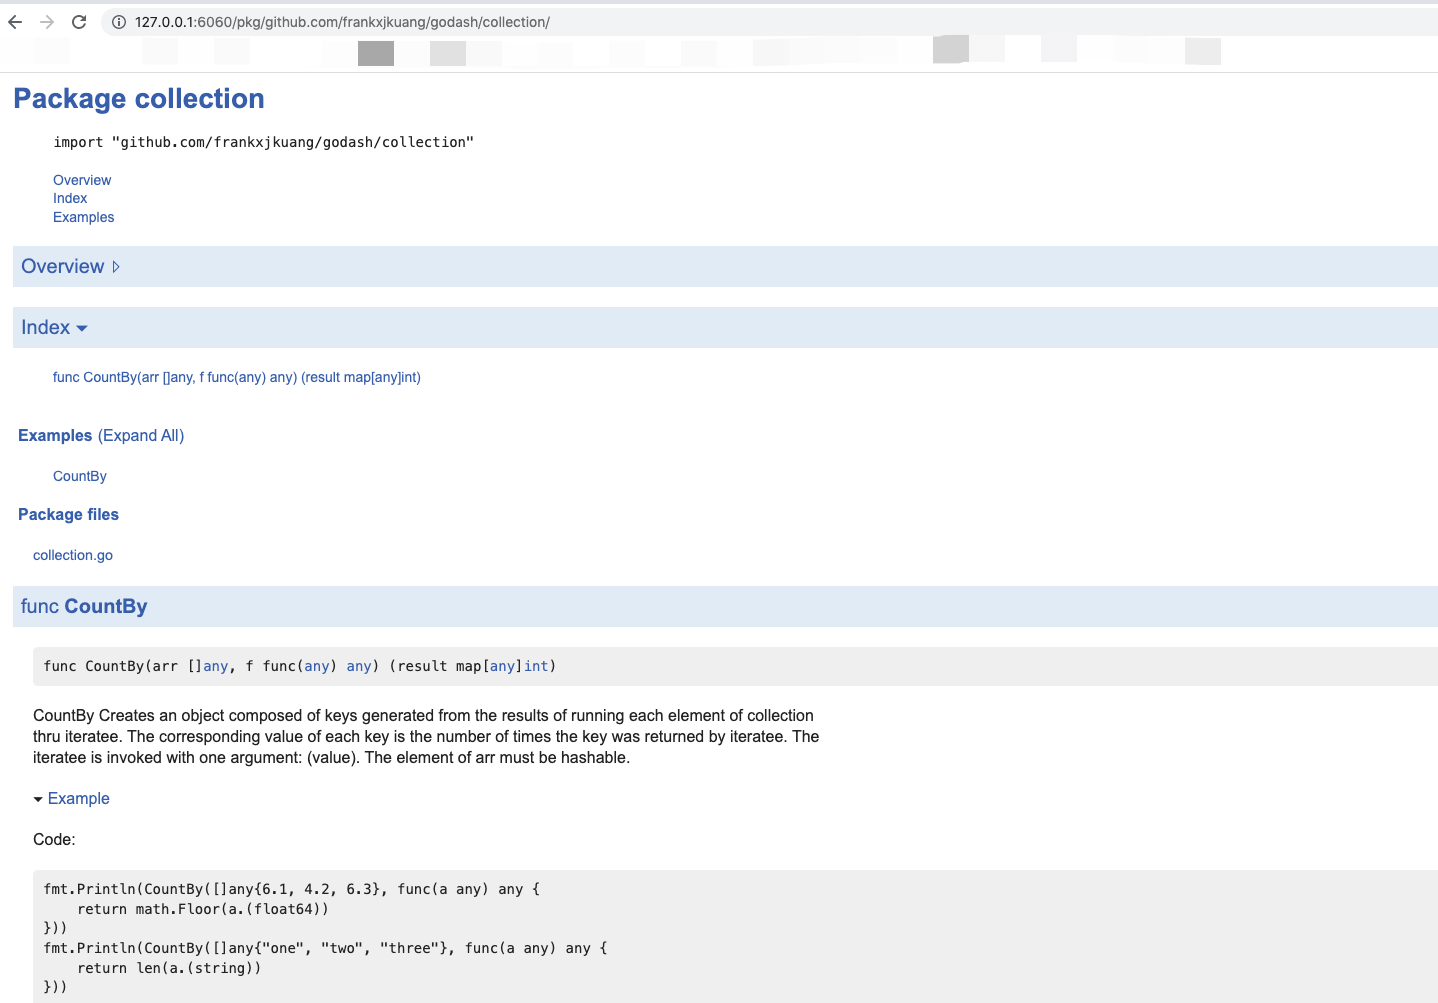 127.0.0.1:6060/pkg/github.com/frankxjkuang/godash/collection/
Package collection
import "github.com/frankxjkuang/godash/collection"
Overview
Index
Examples
Overview ▹
Index ▾
func CountBy(arr []any, f func(any) any) (result map[any]int)
Examples (Expand All)
CountBy
Package files
collection.go
func CountBy
func CountBy(arr []any, f func(any) any) (result map[any]int)
CountBy Creates an object composed of keys generated from the results of running each element of collection
thru iteratee. The corresponding value of each key is the number of times the key was returned by iteratee. The
iteratee is invoked with one argument: (value). The element of arr must be hashable.
▾ Example
Code:
fmt.Println(CountBy([]any{6.1, 4.2, 6.3}, func(a any) any {
    return math.Floor(a.(float64))
}))
fmt.Println(CountBy([]any{"one", "two", "three"}, func(a any) any {
    return len(a.(string))
}))